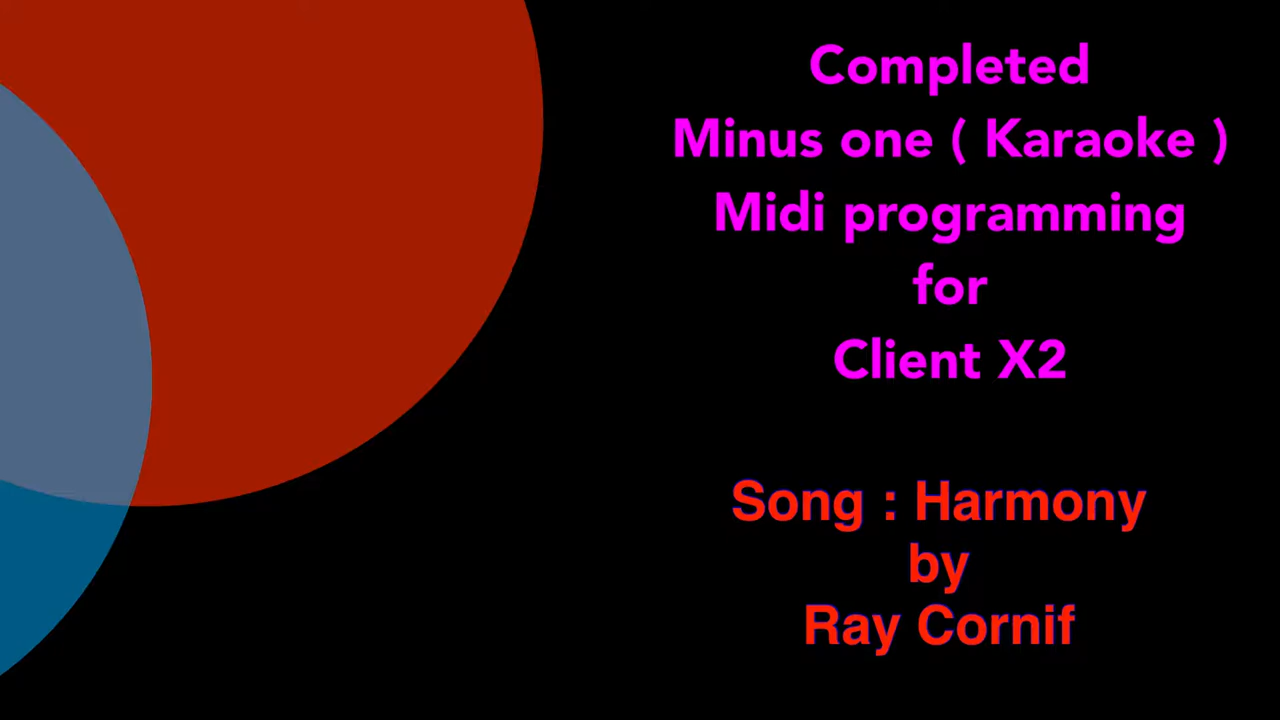 Completed
Minus one ( Karaoke )
Midi programming
for
Client X2
Song : Harmony
by
Ray Cornif